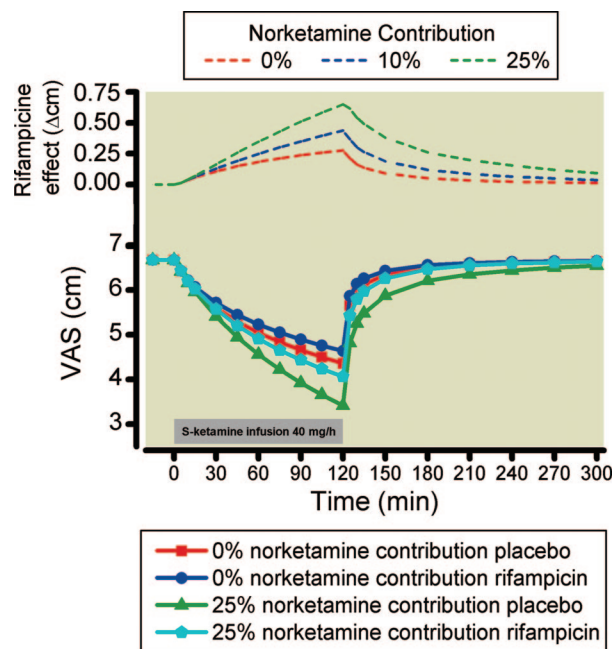 Norketamine Contribution
0% 10% 25%
Rifampicine
effect (Δcm)
0.75
0.50
0.25
0.00
VAS (cm)
7
6
5
4
3
S-ketamine infusion 40 mg/h
0 30 60 90 120 150 180 210 240 270 300
Time (min)
0% norketamine contribution placebo
0% norketamine contribution rifampicin
25% norketamine contribution placebo
25% norketamine contribution rifampicin